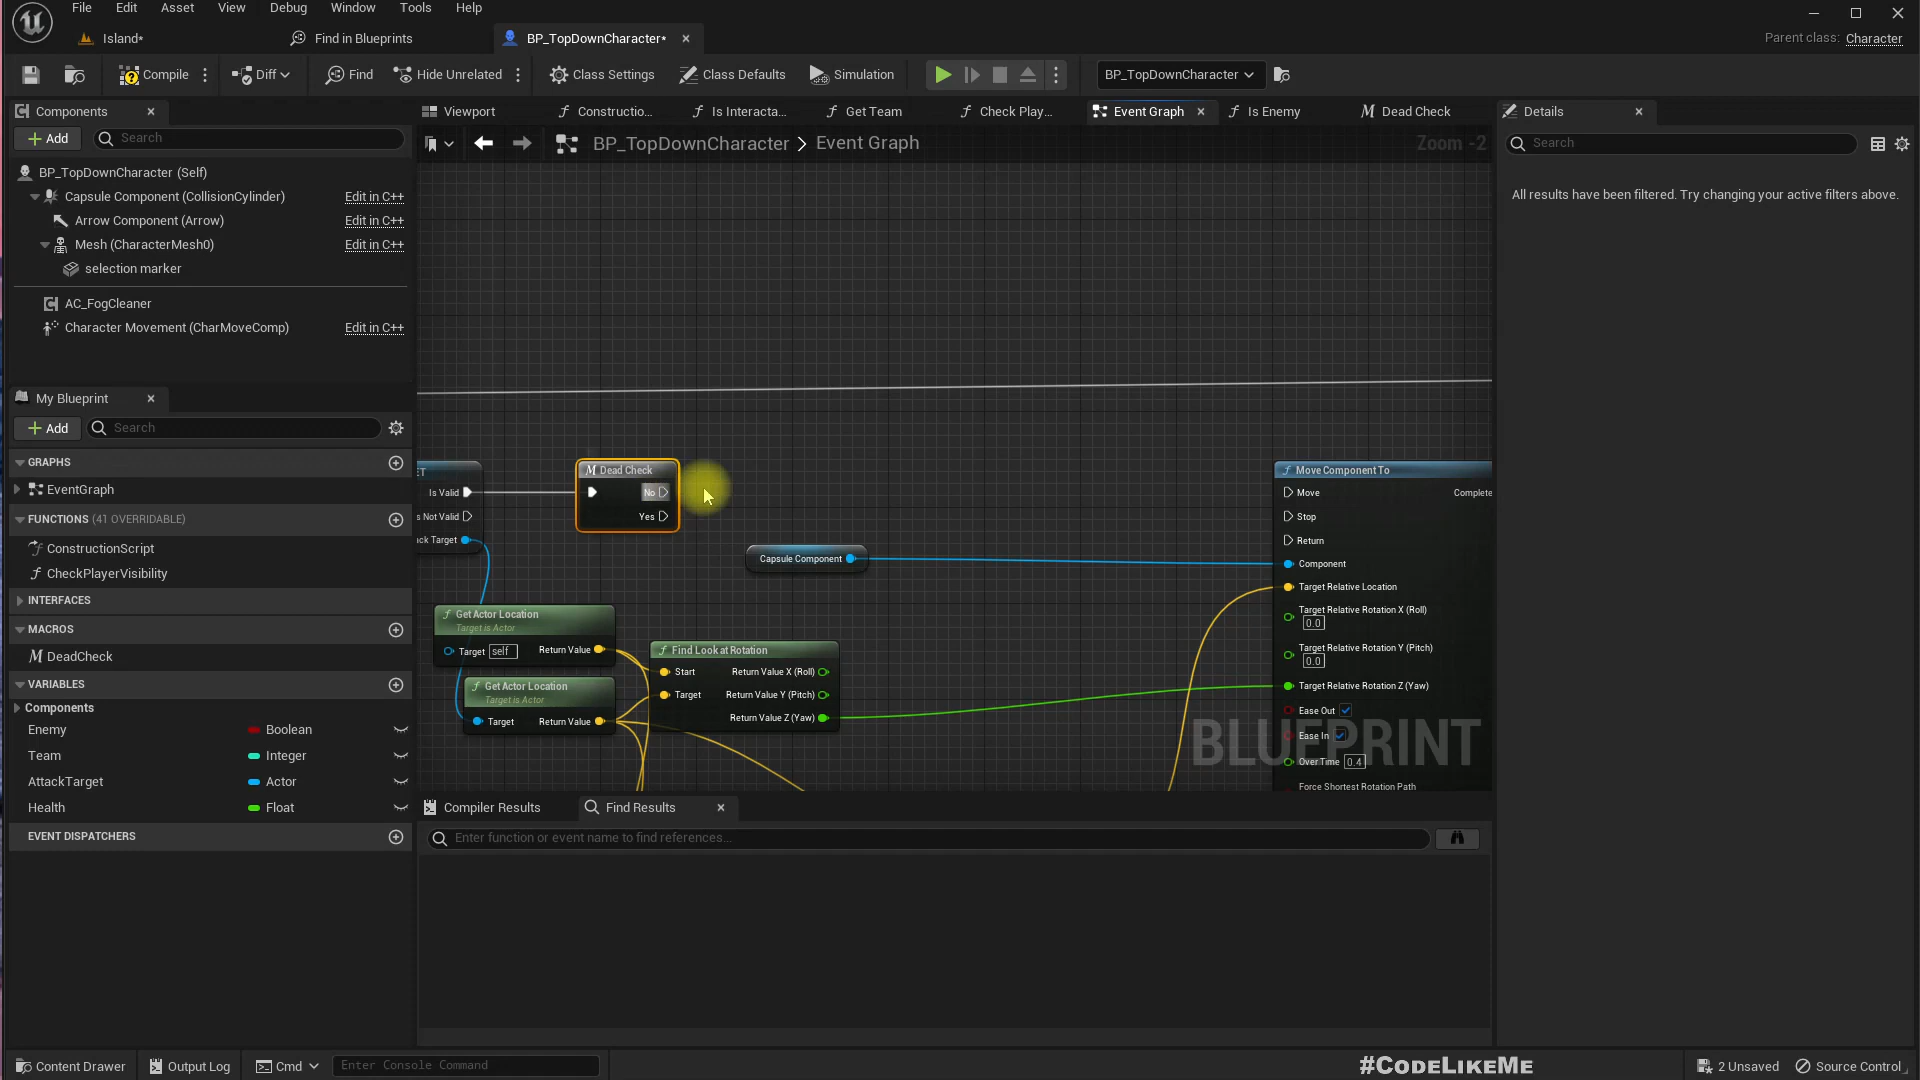 File Edit Asset View Debug Window Tools Help
Island* Find in Blueprints BP_TopDownCharacter* Parent class: Character
Compile Diff Find Hide Unrelated Class Settings Class Defaults Simulation BP_TopDownCharacter
Components Viewport Constructio... Is Interacta... Get Team Check Play... Event Graph Is Enemy Dead Check Details
Add Search BP_TopDownCharacter > Event Graph Zoom -2 Search
BP_TopDownCharacter (Self)
All results have been filtered. Try changing your active filters above.
Capsule Component (CollisionCylinder) Edit in C++
Arrow Component (Arrow) Edit in C++
Mesh (CharacterMesh0) Edit in C++
selection marker
AC_FogCleaner
Character Movement (CharMoveComp) Edit in C++
My Blueprint
Add Search
GRAPHS
EventGraph
FUNCTIONS (41 OVERRIDABLE)
ConstructionScript
CheckPlayerVisibility
INTERFACES
MACROS
DeadCheck
VARIABLES
Components
Enemy Boolean
Team Integer
AttackTarget Actor
Health Float
EVENT DISPATCHERS
Is Valid
s Not Valid
ck Target
Dead Check
No
Yes
Capsule Component
Get Actor Location
Target is Actor
Target self Return Value
Get Actor Location
Target is Actor
Target Return Value
Find Look at Rotation
Start Return Value X (Roll)
Target Return Value Y (Pitch)
Return Value Z (Yaw)
Move Component To
Move Complete
Stop
Return
Component
Target Relative Location
Target Relative Rotation X (Roll)
0.0
Target Relative Rotation Y (Pitch)
0.0
Target Relative Rotation Z (Yaw)
Ease Out
Ease In
Over Time 0.4
Force Shortest Rotation Path
BLUEPRINT
Compiler Results Find Results
Enter function or event name to find references...
Content Drawer Output Log Cmd Enter Console Command #CODELIKEME 2 Unsaved Source Control